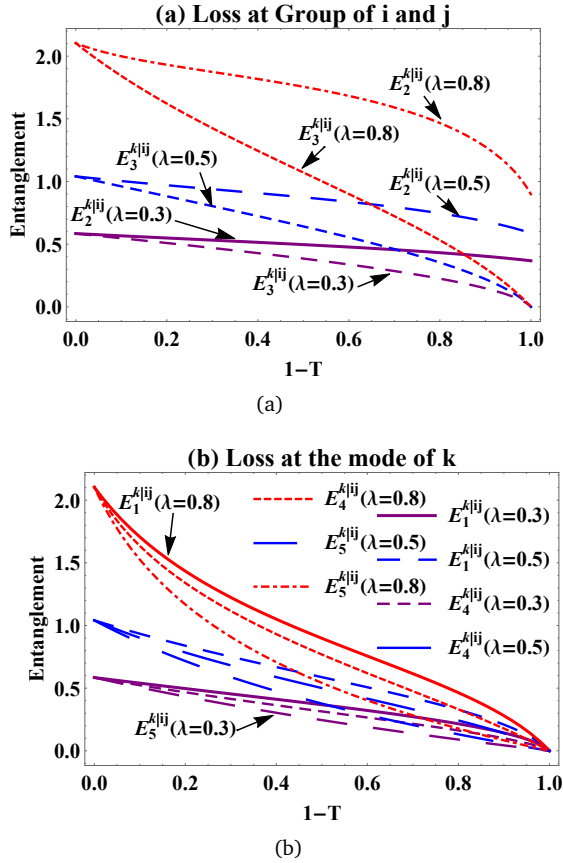 (a) Loss at Group of i and j
2.0
1.5
1.0
0.5
0.0
Entanglement
E_2^{k|ij}(λ=0.8)
E_3^{k|ij}(λ=0.8)
E_3^{k|ij}(λ=0.5)
E_2^{k|ij}(λ=0.5)
E_2^{k|ij}(λ=0.3)
E_3^{k|ij}(λ=0.3)
0.0 0.2 0.4 0.6 0.8 1.0
1−T
(a)
(b) Loss at the mode of k
2.0
1.5
1.0
0.5
0.0
Entanglement
E_1^{k|ij}(λ=0.8)
E_4^{k|ij}(λ=0.8)
E_5^{k|ij}(λ=0.5)
E_5^{k|ij}(λ=0.8)
E_1^{k|ij}(λ=0.3)
E_1^{k|ij}(λ=0.5)
E_4^{k|ij}(λ=0.3)
E_4^{k|ij}(λ=0.5)
E_5^{k|ij}(λ=0.3)
0.0 0.2 0.4 0.6 0.8 1.0
1−T
(b)